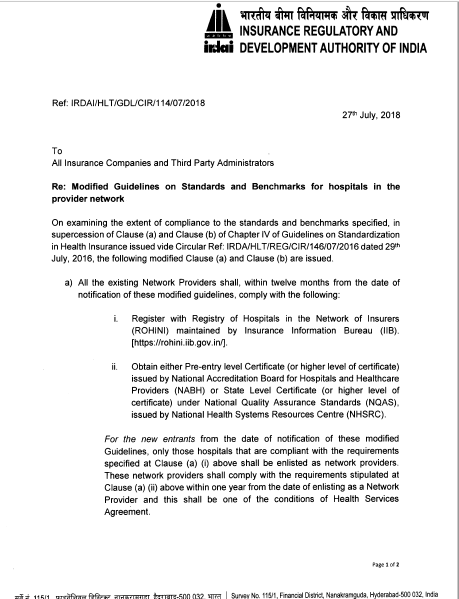 भारतीय बीमा विनियामक और विकास प्राधिकरण
INSURANCE REGULATORY AND
DEVELOPMENT AUTHORITY OF INDIA
irdai
Ref: IRDAI/HLT/GDL/CIR/114/07/2018
27th July, 2018
To
All Insurance Companies and Third Party Administrators
Re: Modified Guidelines on Standards and Benchmarks for hospitals in the
provider network
On examining the extent of compliance to the standards and benchmarks specified, in
supercession of Clause (a) and Clause (b) of Chapter IV of Guidelines on Standardization
in Health Insurance issued vide Circular Ref: IRDA/HLT/REG/CIR/146/07/2016 dated 29th
July, 2016, the following modified Clause (a) and Clause (b) are issued.
a) All the existing Network Providers shall, within twelve months from the date of
notification of these modified guidelines, comply with the following:
i. Register with Registry of Hospitals in the Network of Insurers
(ROHINI) maintained by Insurance Information Bureau (IIB).
[https://rohini.iib.gov.in/].
ii. Obtain either Pre-entry level Certificate (or higher level of certificate)
issued by National Accreditation Board for Hospitals and Healthcare
Providers (NABH) or State Level Certificate (or higher level of
certificate) under National Quality Assurance Standards (NQAS),
issued by National Health Systems Resources Centre (NHSRC).
For the new entrants from the date of notification of these modified
Guidelines, only those hospitals that are compliant with the requirements
specified at Clause (a) (i) above shall be enlisted as network providers.
These network providers shall comply with the requirements stipulated at
Clause (a) (ii) above within one year from the date of enlisting as a Network
Provider and this shall be one of the conditions of Health Services
Agreement.
Page 1 of 2
115/1, हैदराबाद-500 032, भारत | Survey No. 115/1, Financial District, Nanakramguda, Hyderabad-500 032, India